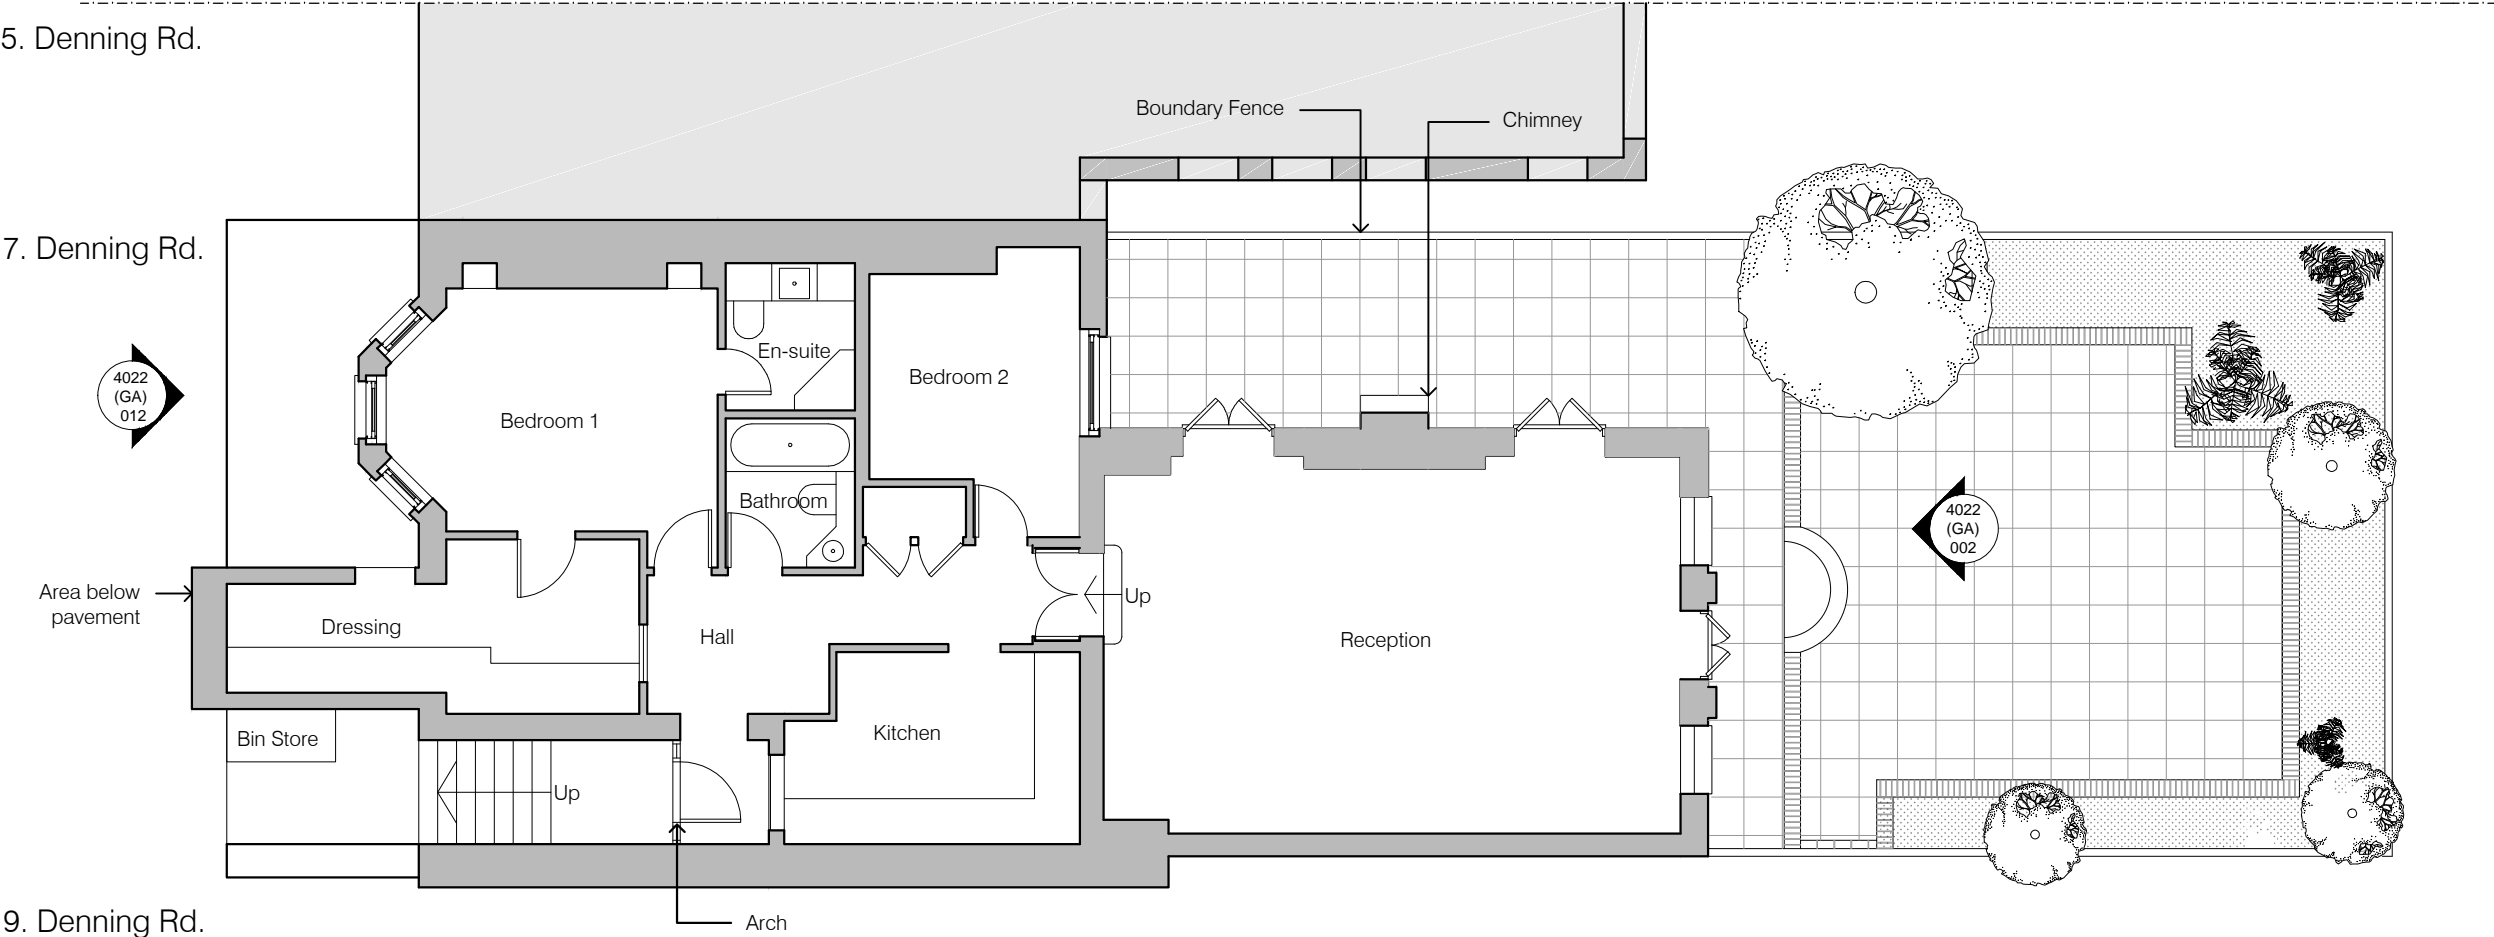 5. Denning Rd.
Boundary Fence
Chimney
7. Denning Rd.
En-suite
Bedroom 2
4022
(GA)
012
Bedroom 1
Bathroom
4022
(GA)
002
Area below
pavement
Up
Dressing
Hall
Reception
Kitchen
Bin Store
Up
Arch
9. Denning Rd.